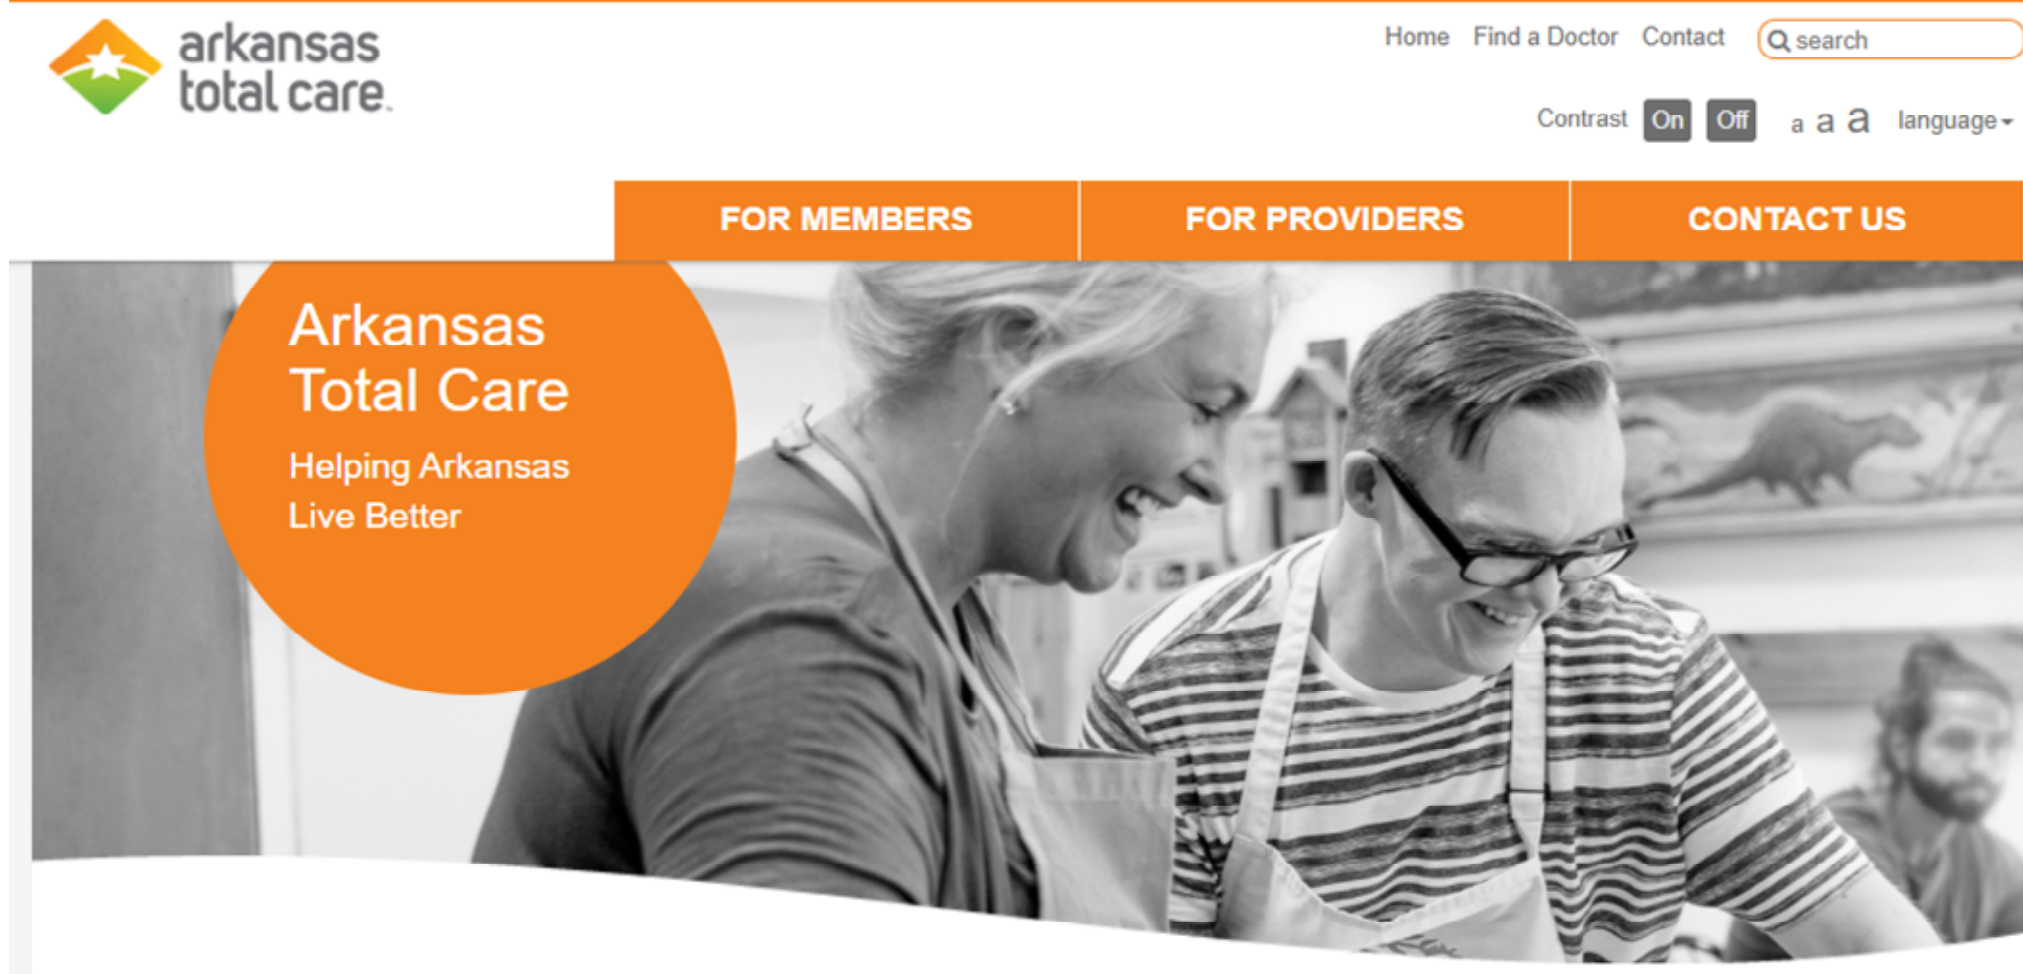 arkansas
total care™
Home Find a Doctor Contact search
Contrast On Off a a a language
FOR MEMBERS FOR PROVIDERS CONTACT US
Arkansas
Total Care
Helping Arkansas
Live Better